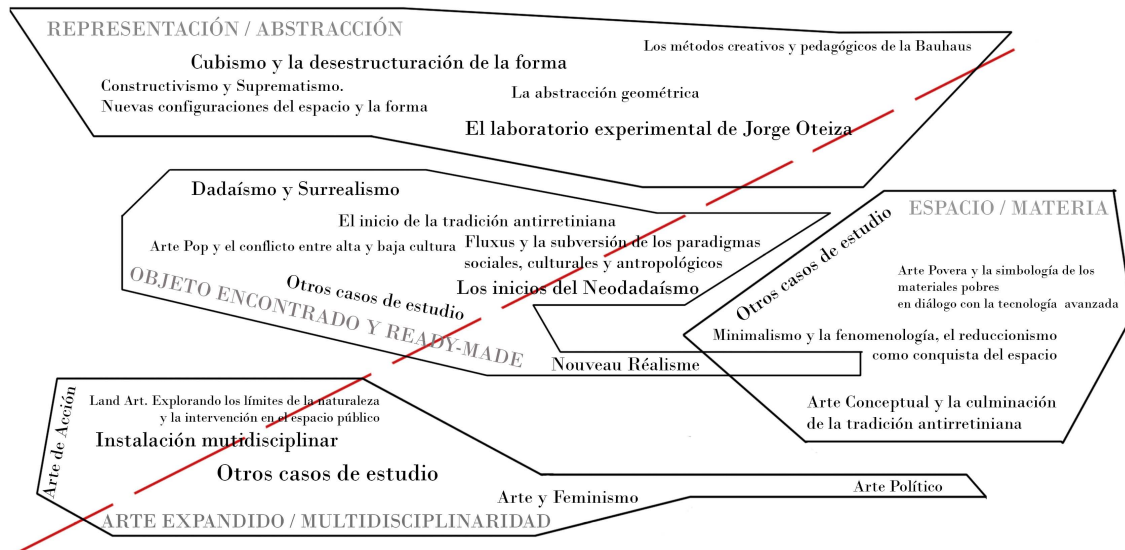 REPRESENTACIÓN / ABSTRACCIÓN
Los métodos creativos y pedagógicos de la Bauhaus
Cubismo y la desestructuración de la forma
Constructivismo y Suprematismo.
Nuevas configuraciones del espacio y la forma
La abstracción geométrica
El laboratorio experimental de Jorge Oteiza
Dadaísmo y Surrealismo
El inicio de la tradición antirretiniana
Arte Pop y el conflicto entre alta y baja cultura
Fluxus y la subversión de los paradigmas
sociales, culturales y antropológicos
Otros casos de estudio
Los inicios del Neodadaísmo
OBJETO ENCONTRADO Y READY-MADE
Nouveau Réalisme
ESPACIO / MATERIA
Otros casos de estudio
Arte Povera y la simbología de los
materiales pobres
en diálogo con la tecnología avanzada
Minimalismo y la fenomenología, el reduccionismo
como conquista del espacio
Arte Conceptual y la culminación
de la tradición antirretiniana
Arte de Acción
Land Art. Explorando los límites de la naturaleza
y la intervención en el espacio público
Instalación mutidisciplinar
Otros casos de estudio
Arte y Feminismo
Arte Político
ARTE EXPANDIDO / MULTIDISCIPLINARIDAD